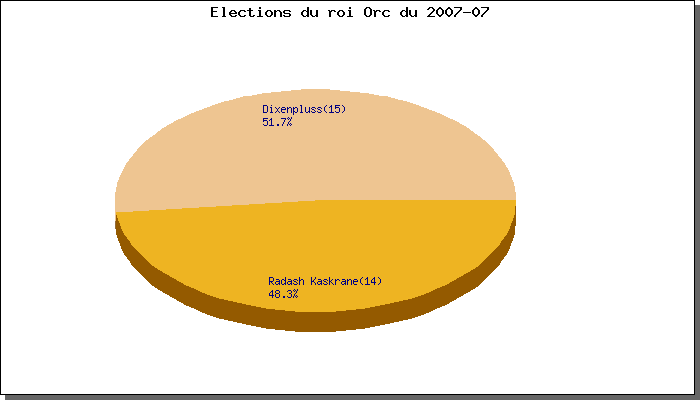 Elections du roi Orc du 2007-07
Dixenpluss(15)
51.7%
Radash Kaskrane(14)
48.3%